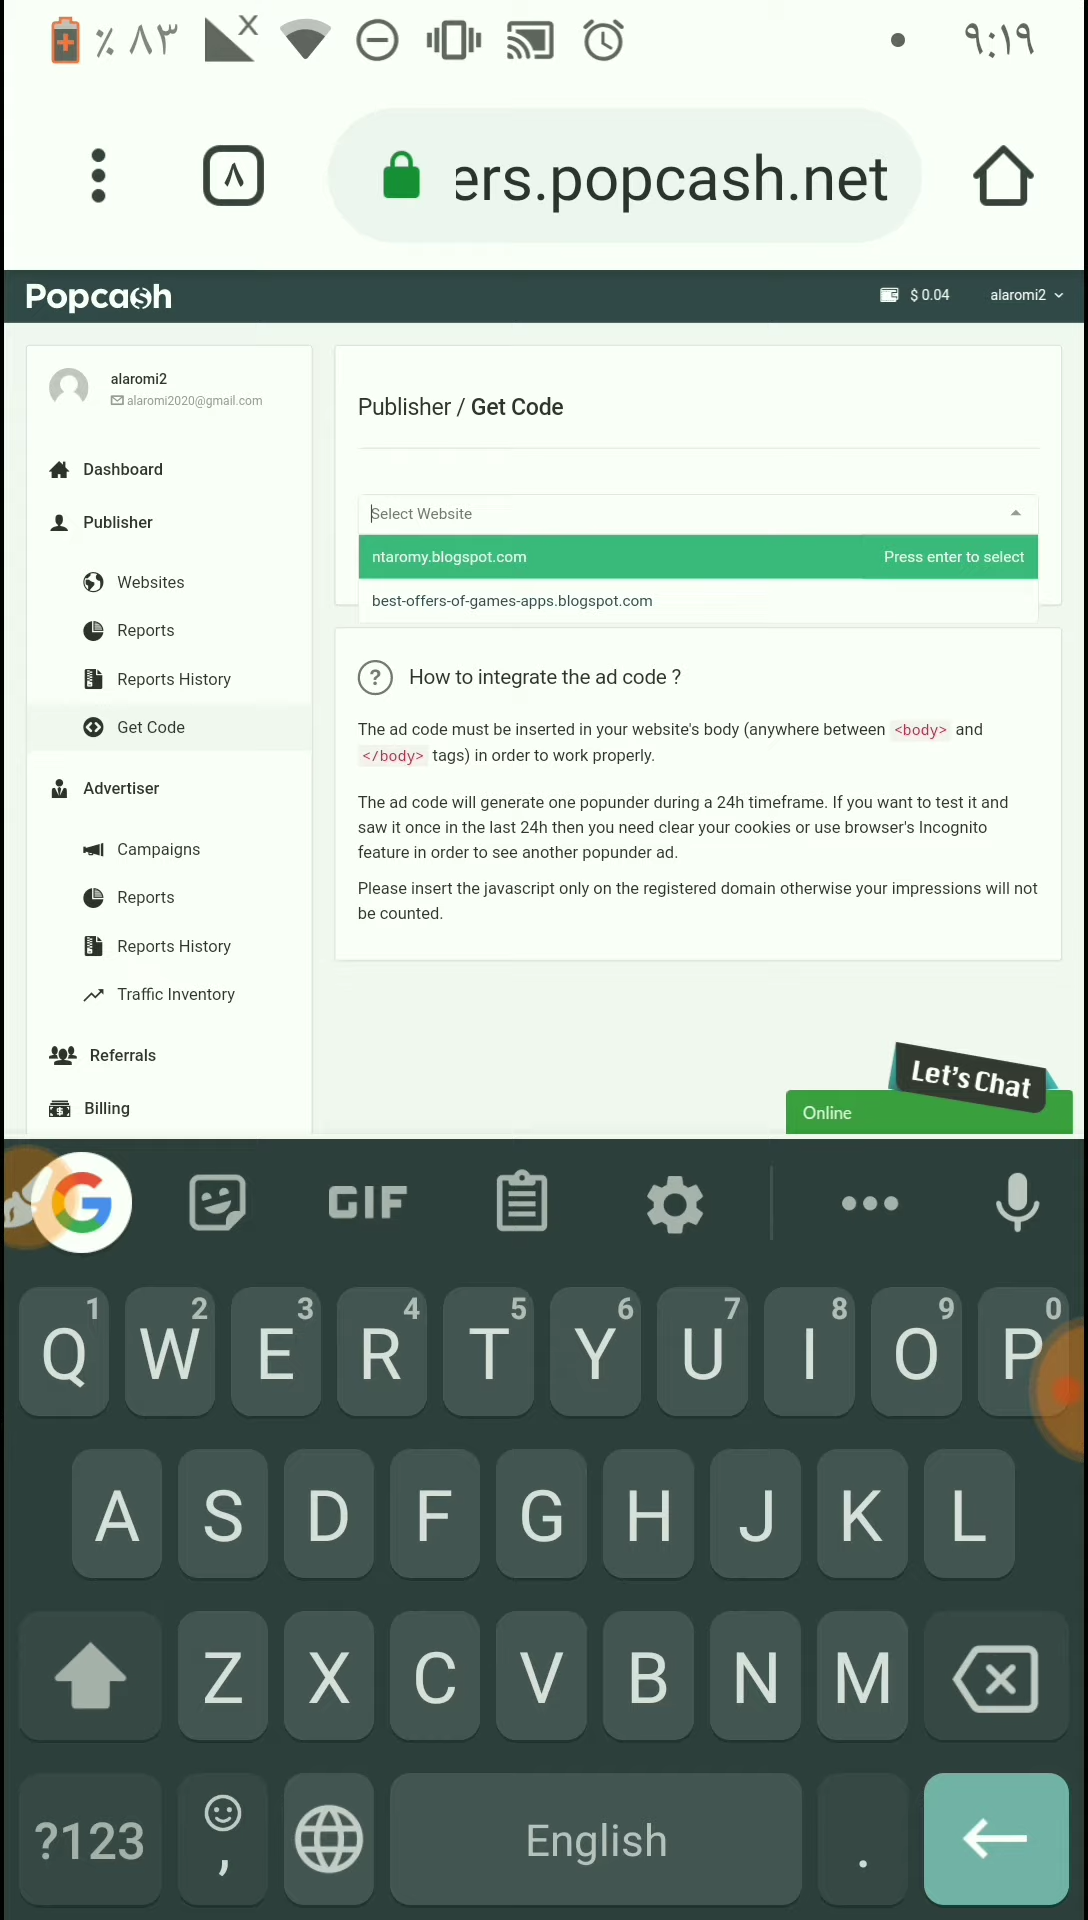 ٪ ٨٣ ٩:١٩
٨ ers.popcash.net
Popcash $ 0.04 alaromi2
alaromi2
alaromi2020@gmail.com
Dashboard
Publisher
Websites
Reports
Reports History
Get Code
Advertiser
Campaigns
Reports
Reports History
Traffic Inventory
Referrals
Billing
Publisher / Get Code
Select Website
ntaromy.blogspot.com Press enter to select
best-offers-of-games-apps.blogspot.com
? How to integrate the ad code ?
The ad code must be inserted in your website's body (anywhere between <body> and
</body> tags) in order to work properly.
The ad code will generate one popunder during a 24h timeframe. If you want to test it and
saw it once in the last 24h then you need clear your cookies or use browser's Incognito
feature in order to see another popunder ad.
Please insert the javascript only on the registered domain otherwise your impressions will not
be counted.
Let's Chat
Online
G GIF
1 2 3 4 5 6 7 8 9 0
Q W E R T Y U I O P
A S D F G H J K L
Z X C V B N M
?123 , English .